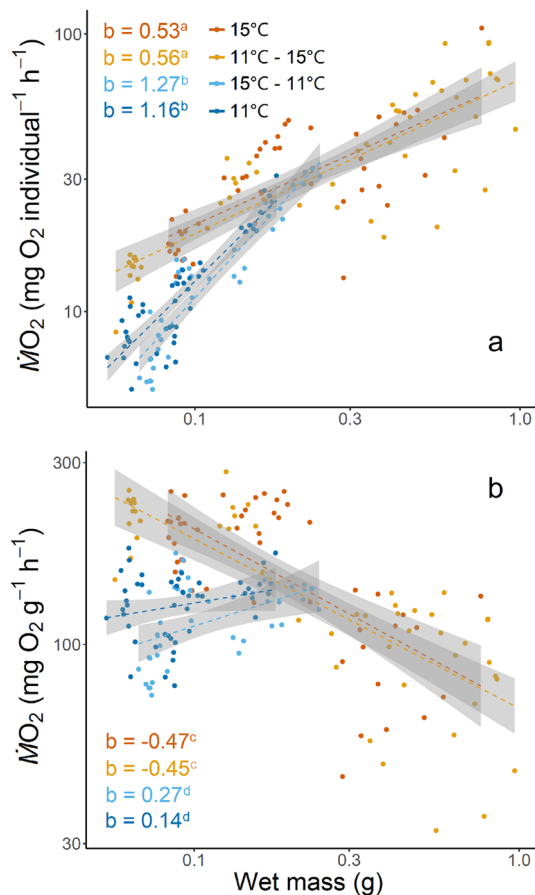 100
b = 0.53ᵃ 15°C
b = 0.56ᵃ 11°C - 15°C
b = 1.27ᵇ 15°C - 11°C
b = 1.16ᵇ 11°C
30
10
ṀO₂ (mg O₂ individual⁻¹ h⁻¹)
a
0.1 0.3 1.0
300
b
100
ṀO₂ (mg O₂ g⁻¹ h⁻¹)
b = -0.47ᶜ
b = -0.45ᶜ
b = 0.27ᵈ
b = 0.14ᵈ
30
0.1 0.3 1.0
Wet mass (g)